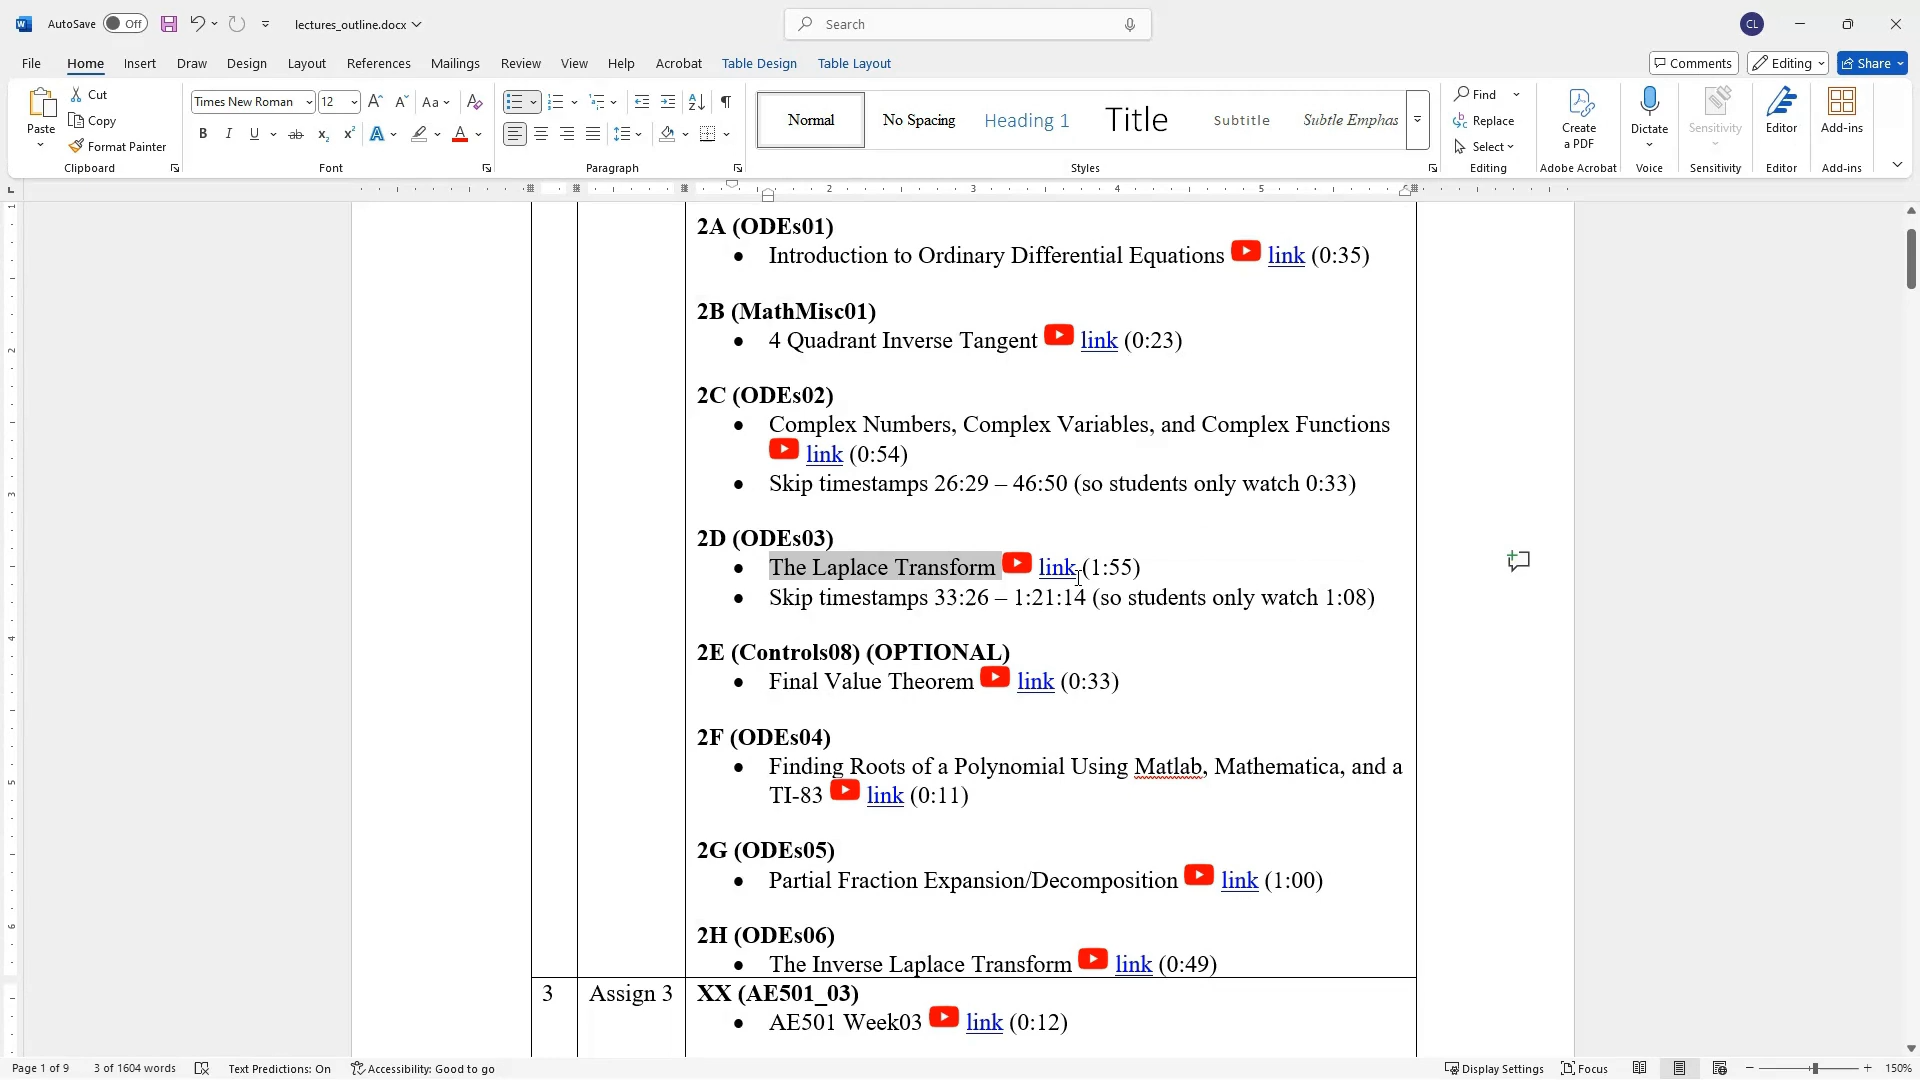 AutoSave Off lectures_outline.docx Search CL
File Home Insert Draw Design Layout References Mailings Review View Help Acrobat Table Design Table Layout Comments Editing Share
Paste Cut Copy Format Painter
Times New Roman 12 Aa
B I U ab x₂ x² A A
Normal No Spacing Heading 1 Title Subtitle Subtle Emphas
Find Replace Select
Create a PDF Dictate Sensitivity Editor Add-ins
Clipboard Font Paragraph Styles Editing Adobe Acrobat Voice Sensitivity Editor Add-ins
2 3 4 5
2A (ODEs01)
• Introduction to Ordinary Differential Equations link (0:35)
2B (MathMisc01)
• 4 Quadrant Inverse Tangent link (0:23)
2C (ODEs02)
• Complex Numbers, Complex Variables, and Complex Functions
link (0:54)
• Skip timestamps 26:29 – 46:50 (so students only watch 0:33)
2D (ODEs03)
• The Laplace Transform link (1:55)
• Skip timestamps 33:26 – 1:21:14 (so students only watch 1:08)
2E (Controls08) (OPTIONAL)
• Final Value Theorem link (0:33)
2F (ODEs04)
• Finding Roots of a Polynomial Using Matlab, Mathematica, and a
TI-83 link (0:11)
2G (ODEs05)
• Partial Fraction Expansion/Decomposition link (1:00)
2H (ODEs06)
• The Inverse Laplace Transform link (0:49)
3 Assign 3 XX (AE501_03)
• AE501 Week03 link (0:12)
Page 1 of 9 3 of 1604 words Text Predictions: On Accessibility: Good to go Display Settings Focus 150%